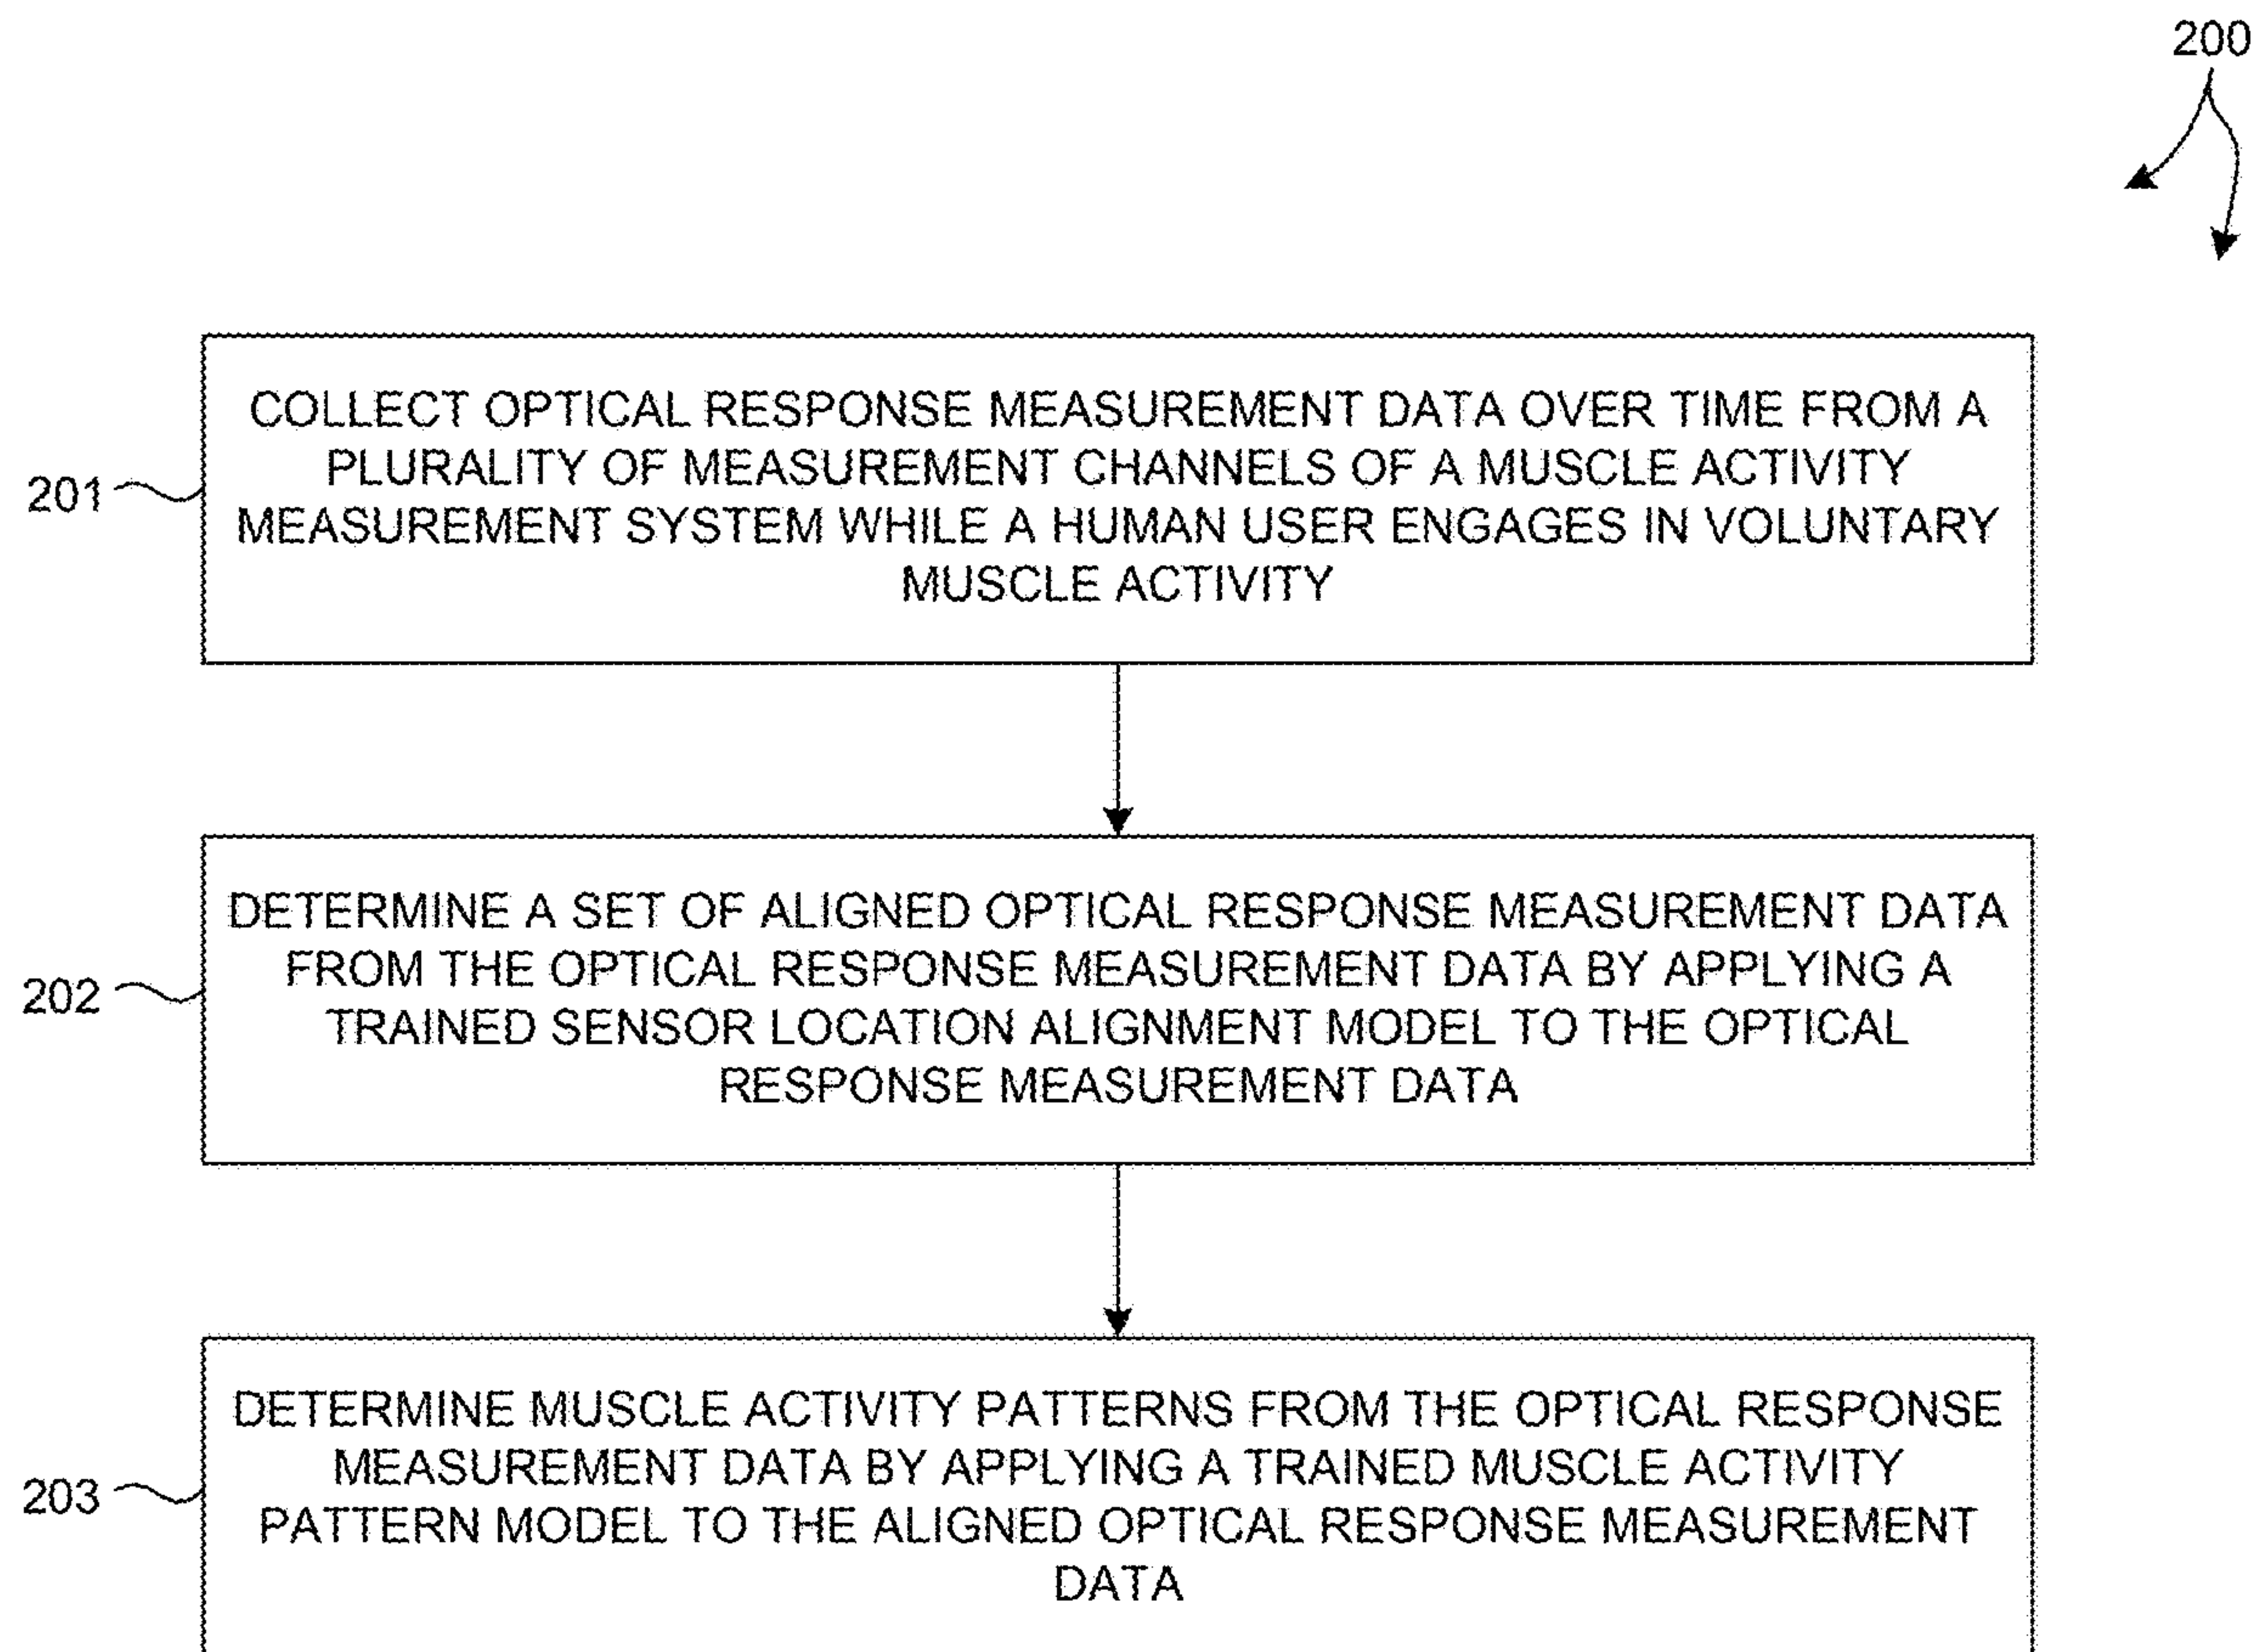 200
COLLECT OPTICAL RESPONSE MEASUREMENT DATA OVER TIME FROM A
PLURALITY OF MEASUREMENT CHANNELS OF A MUSCLE ACTIVITY
MEASUREMENT SYSTEM WHILE A HUMAN USER ENGAGES IN VOLUNTARY
MUSCLE ACTIVITY
201
DETERMINE A SET OF ALIGNED OPTICAL RESPONSE MEASUREMENT DATA
FROM THE OPTICAL RESPONSE MEASUREMENT DATA BY APPLYING A
TRAINED SENSOR LOCATION ALIGNMENT MODEL TO THE OPTICAL
RESPONSE MEASUREMENT DATA
202
DETERMINE MUSCLE ACTIVITY PATTERNS FROM THE OPTICAL RESPONSE
MEASUREMENT DATA BY APPLYING A TRAINED MUSCLE ACTIVITY
PATTERN MODEL TO THE ALIGNED OPTICAL RESPONSE MEASUREMENT
DATA
203